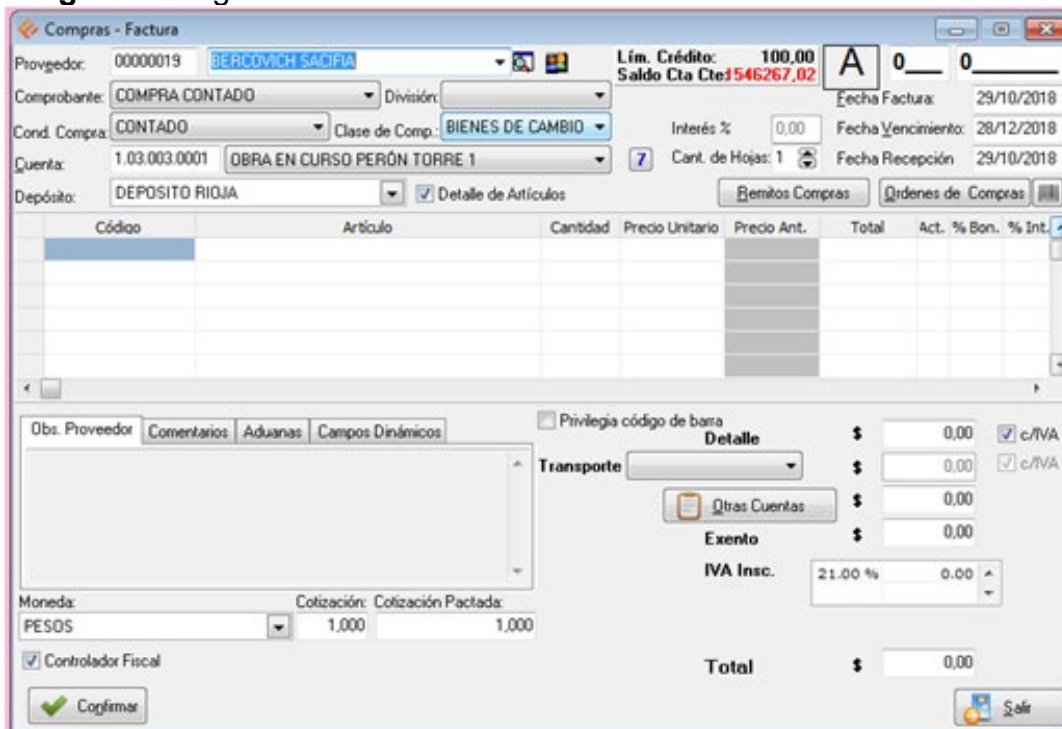 Compras - Factura
Proveedor: 00000019 BERCOVICH SACIFIA Lím. Crédito: 100,00 A 0___ 0_______
Saldo Cta Cte: 1546267,02
Comprobante: COMPRA CONTADO División: Fecha Factura: 29/10/2018
Cond. Compra: CONTADO Clase de Comp.: BIENES DE CAMBIO Interés % 0,00 Fecha Vencimiento: 28/12/2018
Cuenta: 1.03.003.0001 OBRA EN CURSO PERÓN TORRE 1 7 Cant. de Hojas: 1 Fecha Recepción 29/10/2018
Depósito: DEPOSITO RIOJA Detalle de Artículos Remitos Compras Ordenes de Compras
Código Artículo Cantidad Precio Unitario Precio Ant. Total Act. % Bon. % Int.
Obs. Proveedor Comentarios Aduanas Campos Dinámicos Privilegia código de barra
Detalle $ 0,00 c/IVA
Transporte $ 0,00 c/IVA
Otras Cuentas $ 0,00
Exento $ 0,00
IVA Insc. 21.00 % 0.00
Moneda: Cotización: Cotización Pactada:
PESOS 1,000 1,000
Controlador Fiscal Total $ 0,00
Confirmar Salir